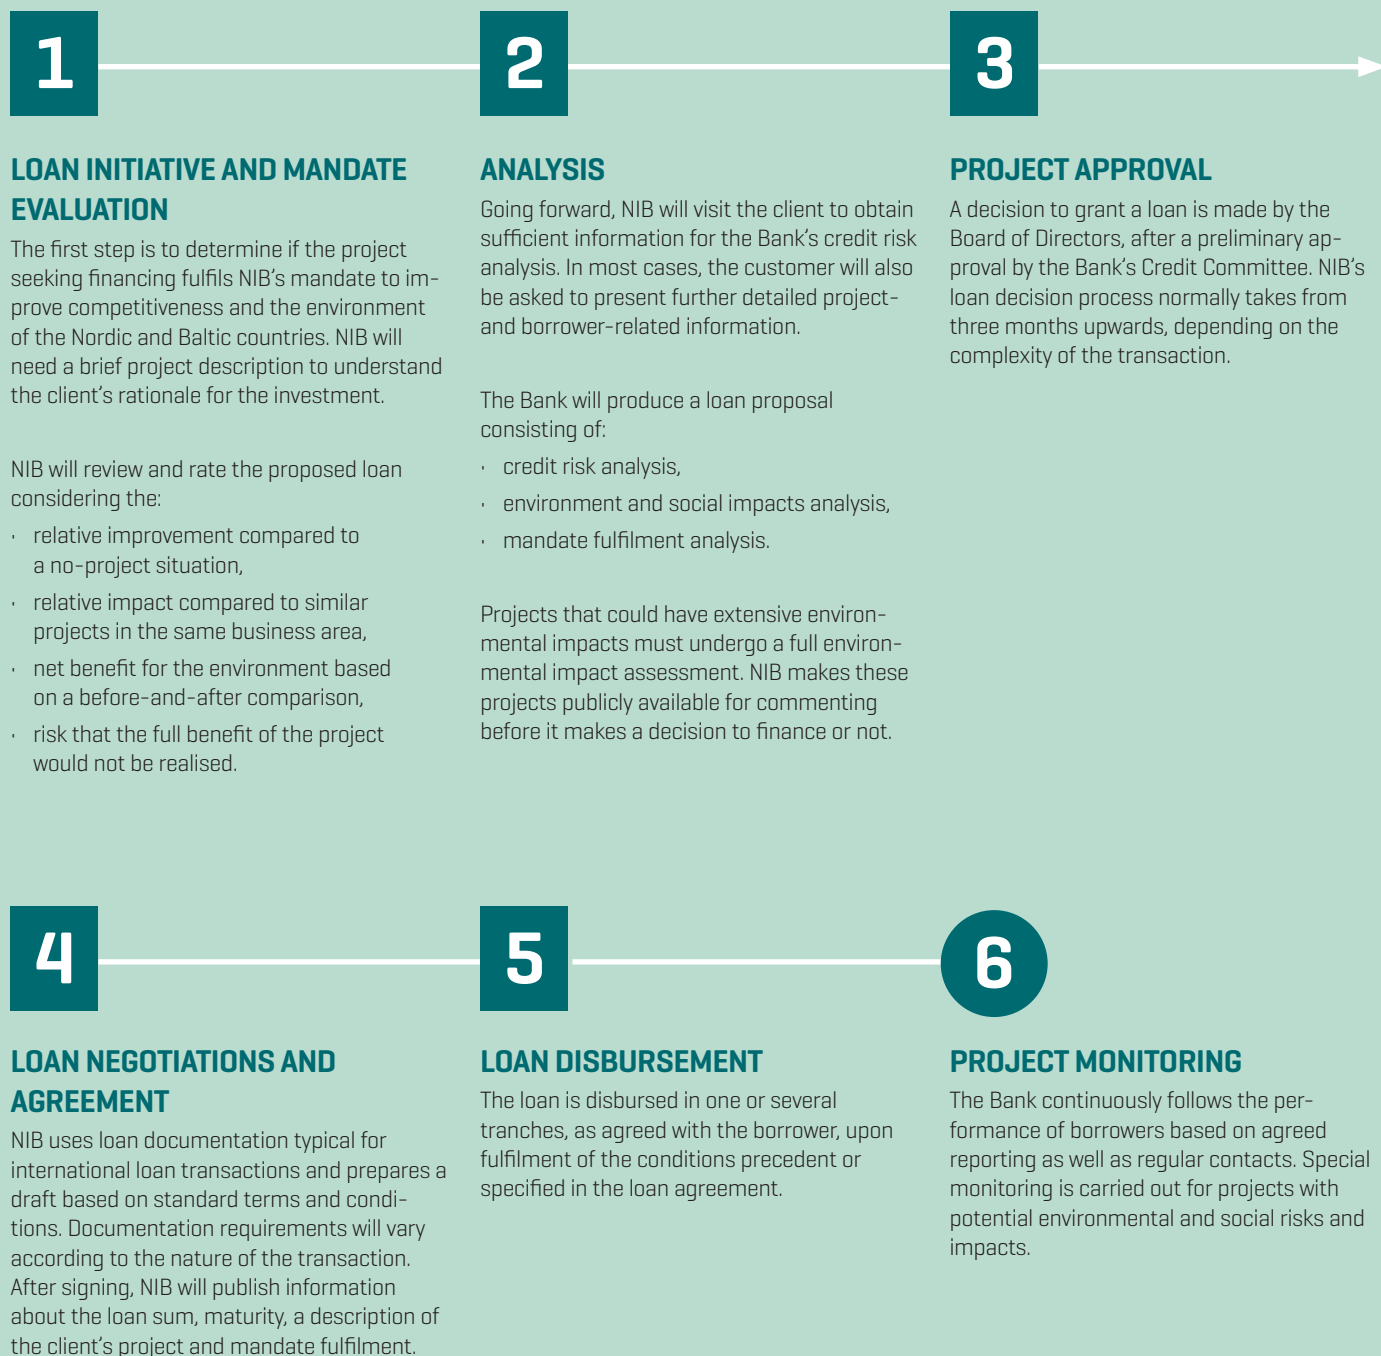 1
LOAN INITIATIVE AND MANDATE
EVALUATION
The first step is to determine if the project
seeking financing fulfils NIB's mandate to im-
prove competitiveness and the environment
of the Nordic and Baltic countries. NIB will
need a brief project description to understand
the client's rationale for the investment.
NIB will review and rate the proposed loan
considering the:
· relative improvement compared to
a no-project situation,
· relative impact compared to similar
projects in the same business area,
· net benefit for the environment based
on a before-and-after comparison,
· risk that the full benefit of the project
would not be realised.
2
ANALYSIS
Going forward, NIB will visit the client to obtain
sufficient information for the Bank's credit risk
analysis. In most cases, the customer will also
be asked to present further detailed project-
and borrower-related information.
The Bank will produce a loan proposal
consisting of:
· credit risk analysis,
· environment and social impacts analysis,
· mandate fulfilment analysis.
Projects that could have extensive environ-
mental impacts must undergo a full environ-
mental impact assessment. NIB makes these
projects publicly available for commenting
before it makes a decision to finance or not.
3
PROJECT APPROVAL
A decision to grant a loan is made by the
Board of Directors, after a preliminary ap-
proval by the Bank's Credit Committee. NIB's
loan decision process normally takes from
three months upwards, depending on the
complexity of the transaction.
4
LOAN NEGOTIATIONS AND
AGREEMENT
NIB uses loan documentation typical for
international loan transactions and prepares a
draft based on standard terms and condi-
tions. Documentation requirements will vary
according to the nature of the transaction.
After signing, NIB will publish information
about the loan sum, maturity, a description of
the client's project and mandate fulfilment.
5
LOAN DISBURSEMENT
The loan is disbursed in one or several
tranches, as agreed with the borrower, upon
fulfilment of the conditions precedent or
specified in the loan agreement.
6
PROJECT MONITORING
The Bank continuously follows the per-
formance of borrowers based on agreed
reporting as well as regular contacts. Special
monitoring is carried out for projects with
potential environmental and social risks and
impacts.